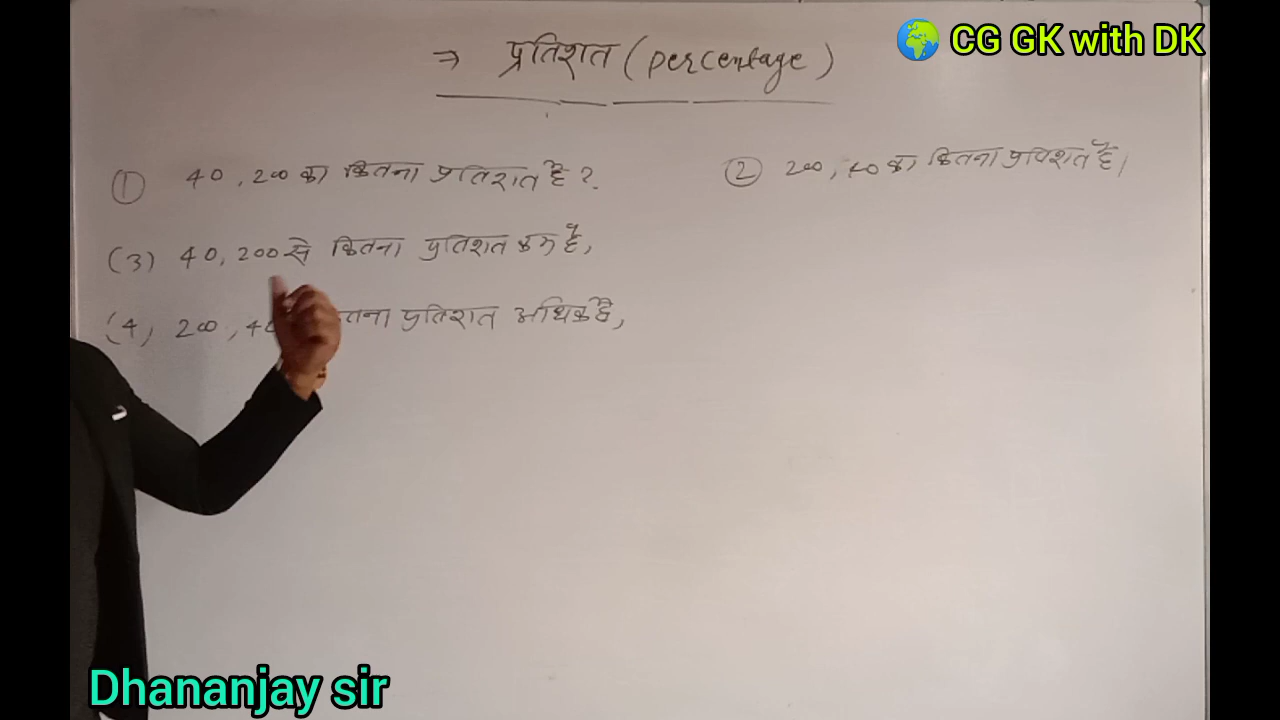 CG GK with DK
→ प्रतिशत (percentage)
① 40, 200 का कितना प्रतिशत है ?
② 200, 40 का कितना प्रतिशत है।
(3) 40, 200 से कितना प्रतिशत कम है,
(4) 200, 40 प्रतिशत अधिक है,
Dhananjay sir